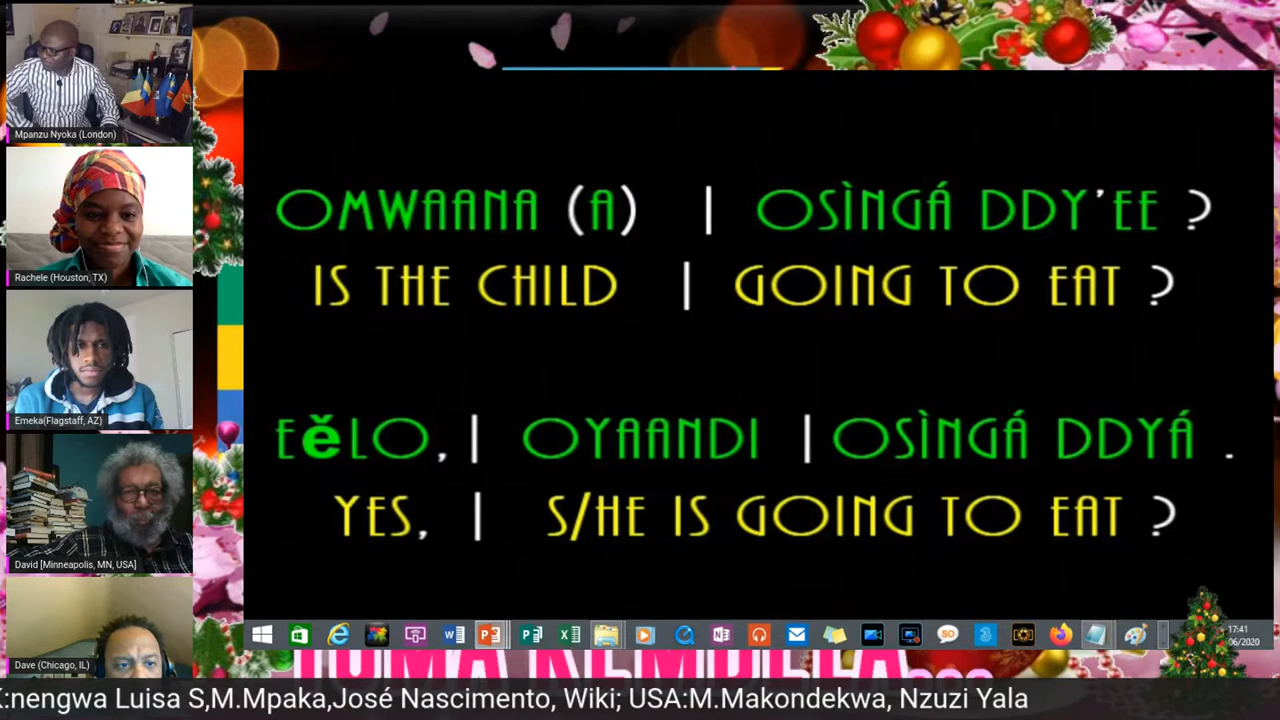 Mpanzu Nyoka (London)
Rachele (Houston, TX)
Emeka(Flagstaff, AZ)
David [Minneapolis, MN, USA]
Dave (Chicago, IL)
OMWAANA (A) | OSÌNGÁ DDY’EE ?
IS THE CHILD | GOING TO EAT ?
EěLO, | OYAANDI | OSÌNGÁ DDYÁ .
YES, | S/HE IS GOING TO EAT ?
17:41
06/2020
:nengwa Luisa S,M.Mpaka,José Nascimento, Wiki; USA:M.Makondekwa, Nzuzi Yala